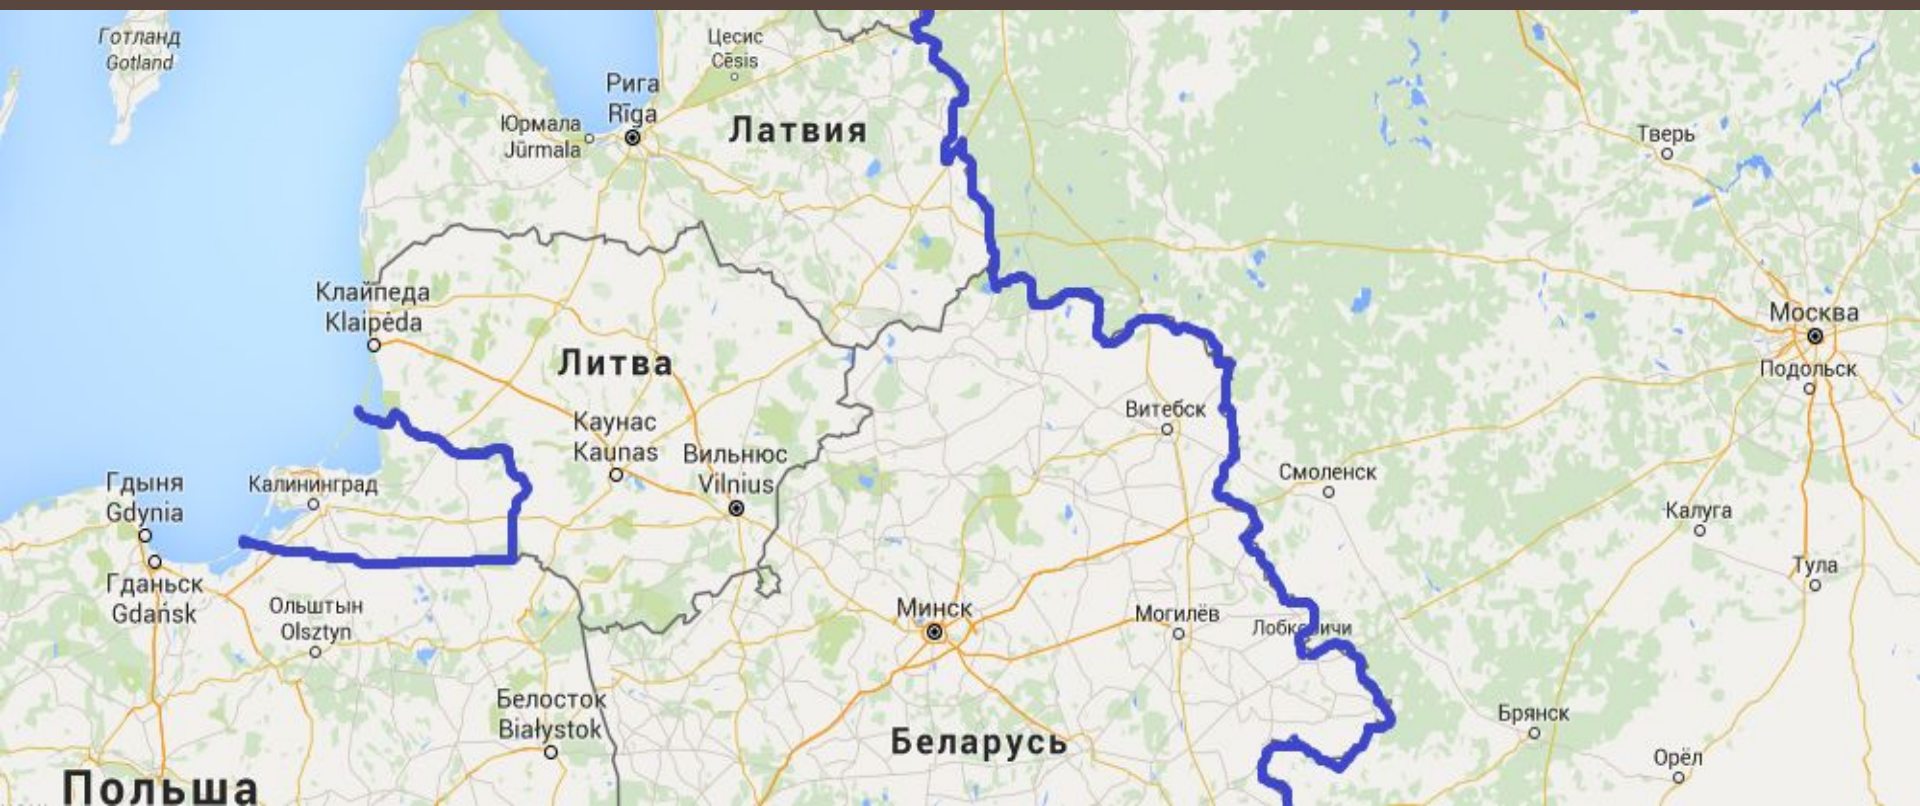 Готланд
Gotland
Цесис
Cēsis
Рига
Rīga
Юрмала
Jūrmala
Латвия
Тверь
Клайпеда
Klaipėda
Москва
Подольск
Литва
Витебск
Каунас
Kaunas
Вильнюс
Vilnius
Смоленск
Гдыня
Gdynia
Калининград
Калуга
Тула
Гданьск
Gdańsk
Ольштын
Olsztyn
Минск
Могилёв
Белосток
Białystok
Беларусь
Брянск
Орёл
Польша